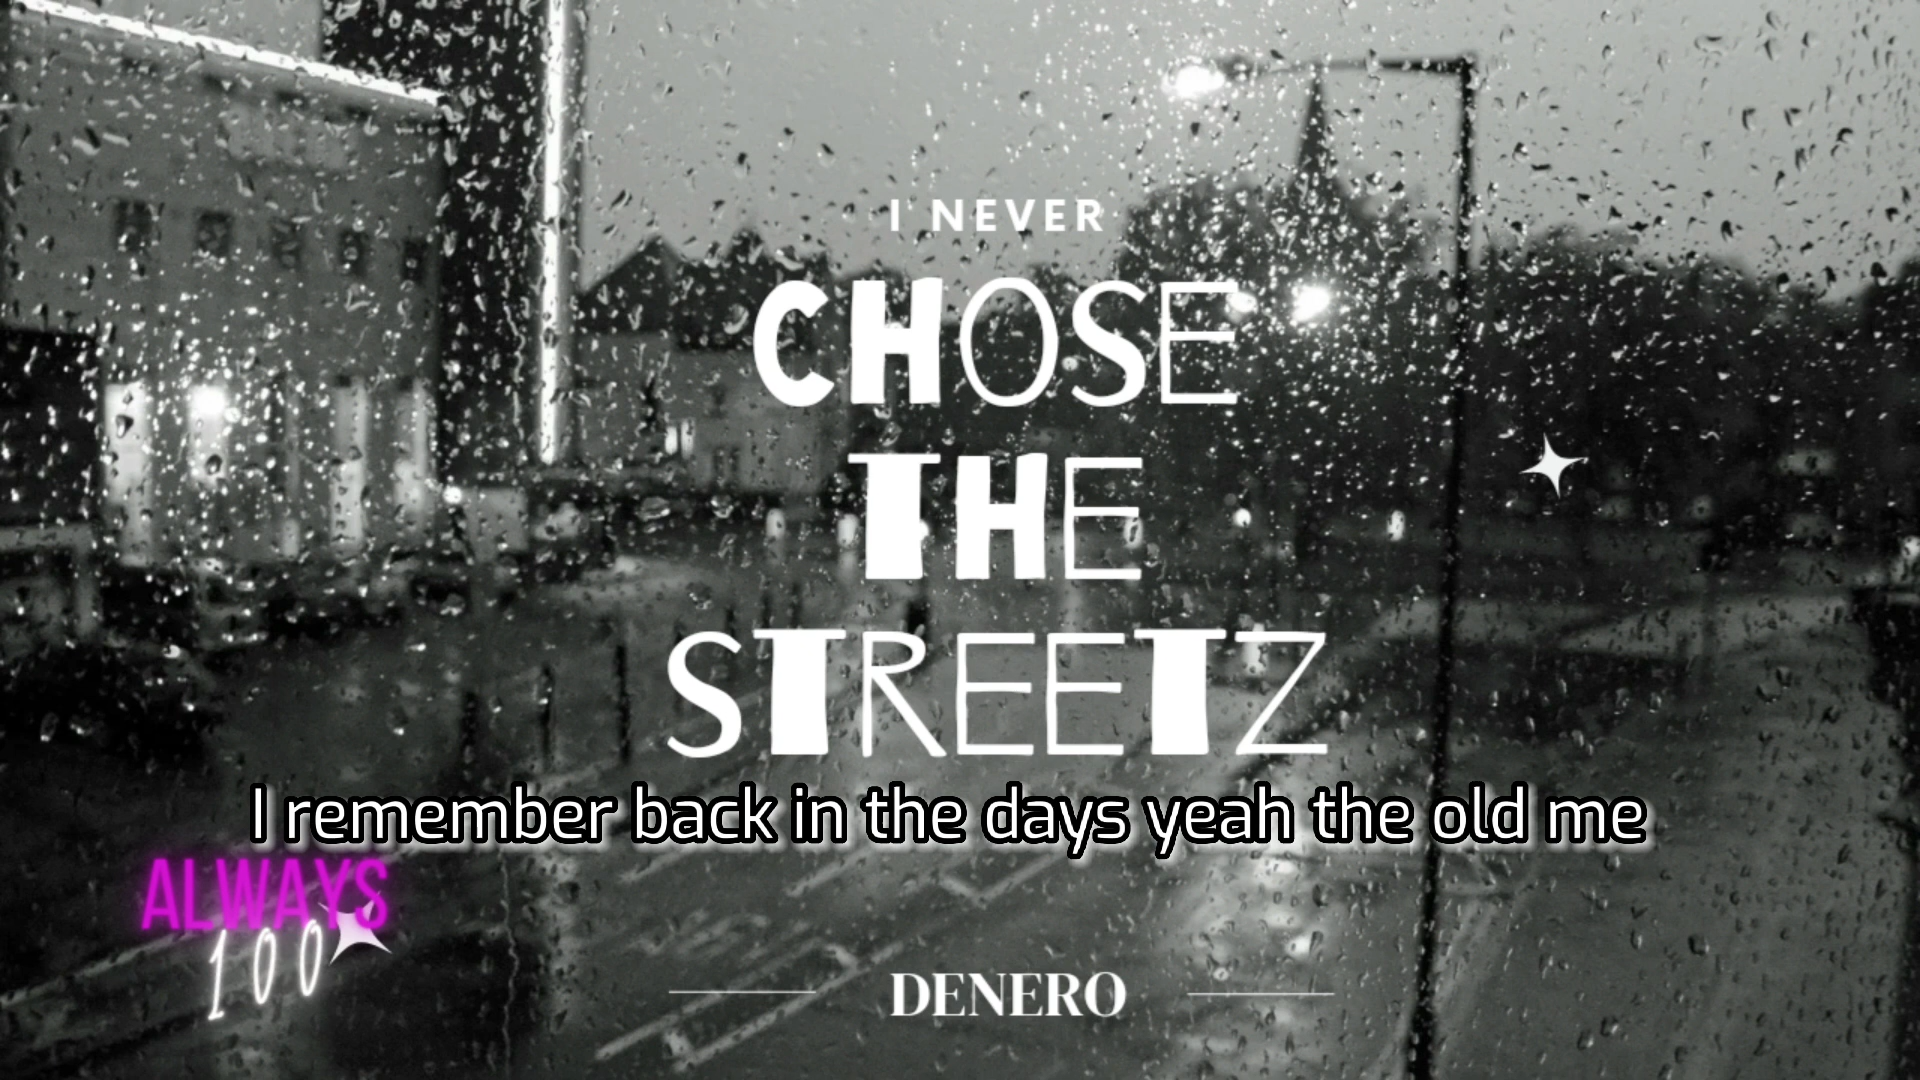 I NEVER
CHOSE
THE
STREETZ
I remember back in the days yeah the old me
ALWAYS
100
DENERO